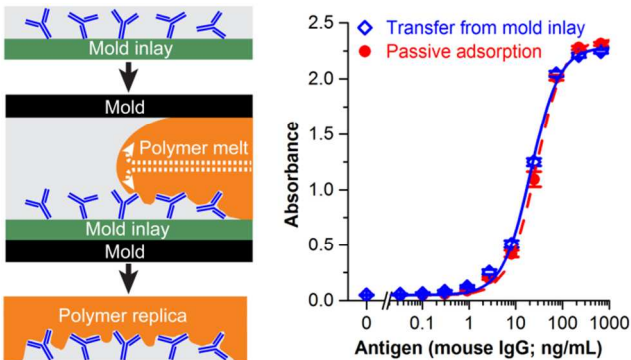 Mold inlay
Mold
Polymer melt
Mold inlay
Mold
Polymer replica
Transfer from mold inlay
Passive adsorption
Absorbance
2.5
2.0
1.5
1.0
0.5
0.0
0 0.1 1 10 100 1000
Antigen (mouse IgG; ng/mL)